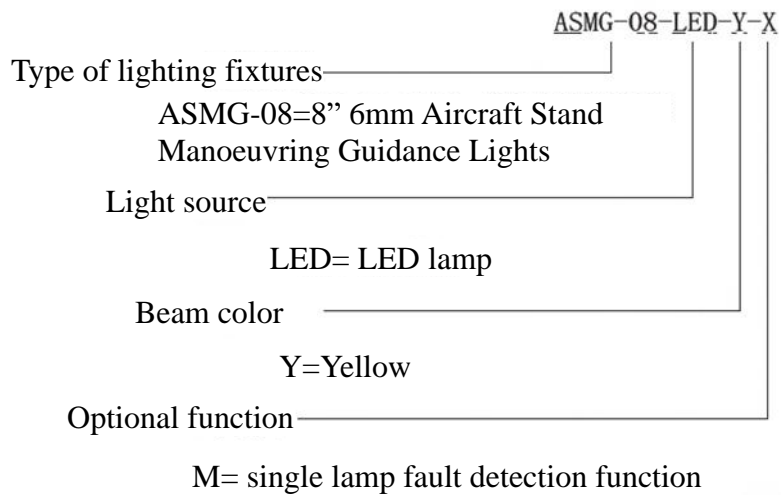 ASMG-08-LED-Y-X
Type of lighting fixtures
ASMG-08=8” 6mm Aircraft Stand
Manoeuvring Guidance Lights
Light source
LED= LED lamp
Beam color
Y=Yellow
Optional function
M= single lamp fault detection function